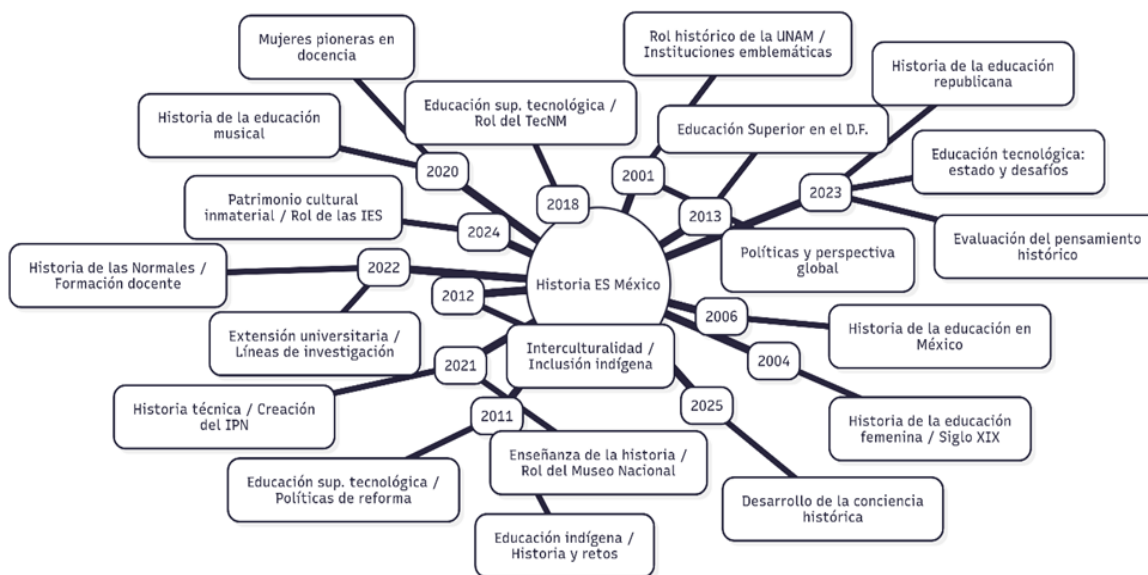 Mujeres pioneras en
docencia
Rol histórico de la UNAM /
Instituciones emblemáticas
Historia de la educación
republicana
Historia de la educación
musical
Educación sup. tecnológica /
Rol del TecNM
Educación Superior en el D.F.
Educación tecnológica:
estado y desafíos
2020
2001
2018
2023
2013
2024
Patrimonio cultural
inmaterial / Rol de las IES
Políticas y perspectiva
global
Evaluación del pensamiento
histórico
Historia de las Normales /
Formación docente
2022
2012
Historia ES México
2006
Historia de la educación en
México
Extensión universitaria /
Líneas de investigación
Interculturalidad /
Inclusión indígena
2021
2004
Historia técnica / Creación
del IPN
2011
2025
Historia de la educación
femenina / Siglo XIX
Educación sup. tecnológica /
Políticas de reforma
Enseñanza de la historia /
Rol del Museo Nacional
Desarrollo de la conciencia
histórica
Educación indígena /
Historia y retos